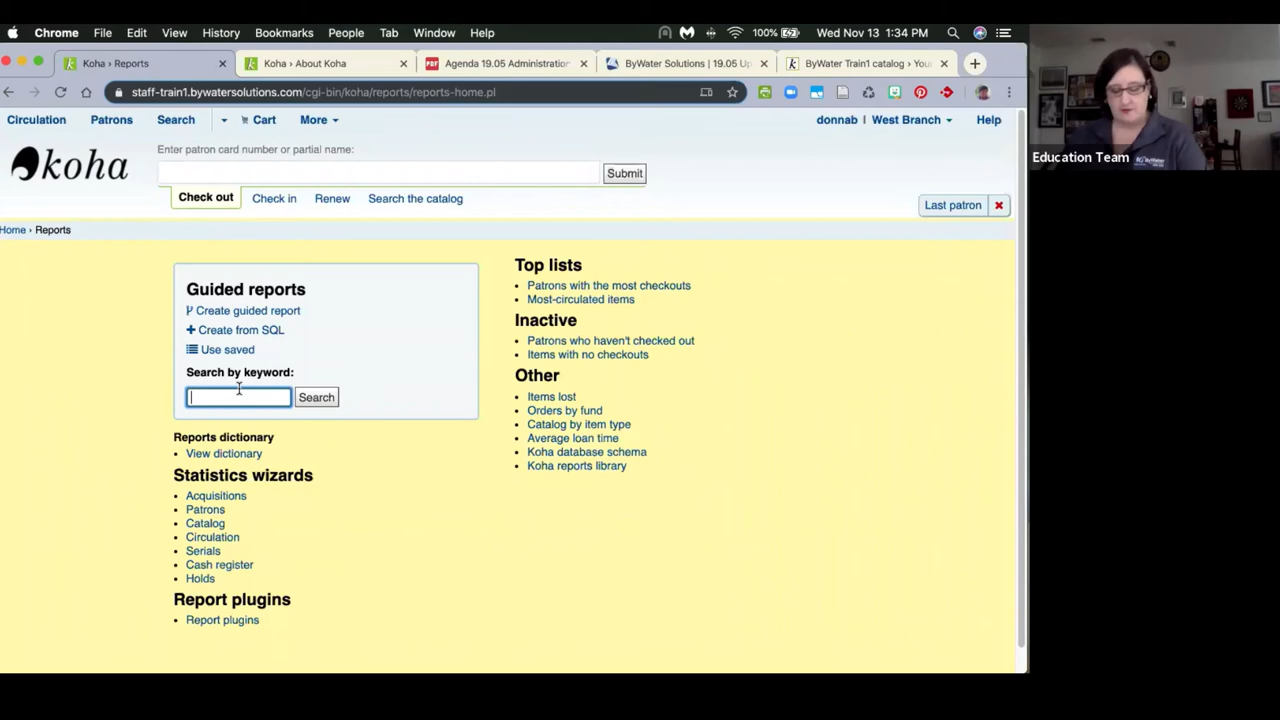 Chrome File Edit View History Bookmarks People Tab Window Help 100% Wed Nov 13 1:34 PM
Koha › Reports × Koha › About Koha × Agenda 19.05 Administration × ByWater Solutions | 19.05 Up × ByWater Train1 catalog › You × +
staff-train1.bywatersolutions.com/cgi-bin/koha/reports/reports-home.pl
Circulation Patrons Search Cart More donnab | West Branch Help
koha
Enter patron card number or partial name:
Submit
Check out Check in Renew Search the catalog
Last patron ×
Home › Reports
Guided reports
Create guided report
+ Create from SQL
Use saved
Search by keyword:
Search
Reports dictionary
• View dictionary
Statistics wizards
• Acquisitions
• Patrons
• Catalog
• Circulation
• Serials
• Cash register
• Holds
Report plugins
• Report plugins
Top lists
• Patrons with the most checkouts
• Most-circulated items
Inactive
• Patrons who haven't checked out
• Items with no checkouts
Other
• Items lost
• Orders by fund
• Catalog by item type
• Average loan time
• Koha database schema
• Koha reports library
Education Team